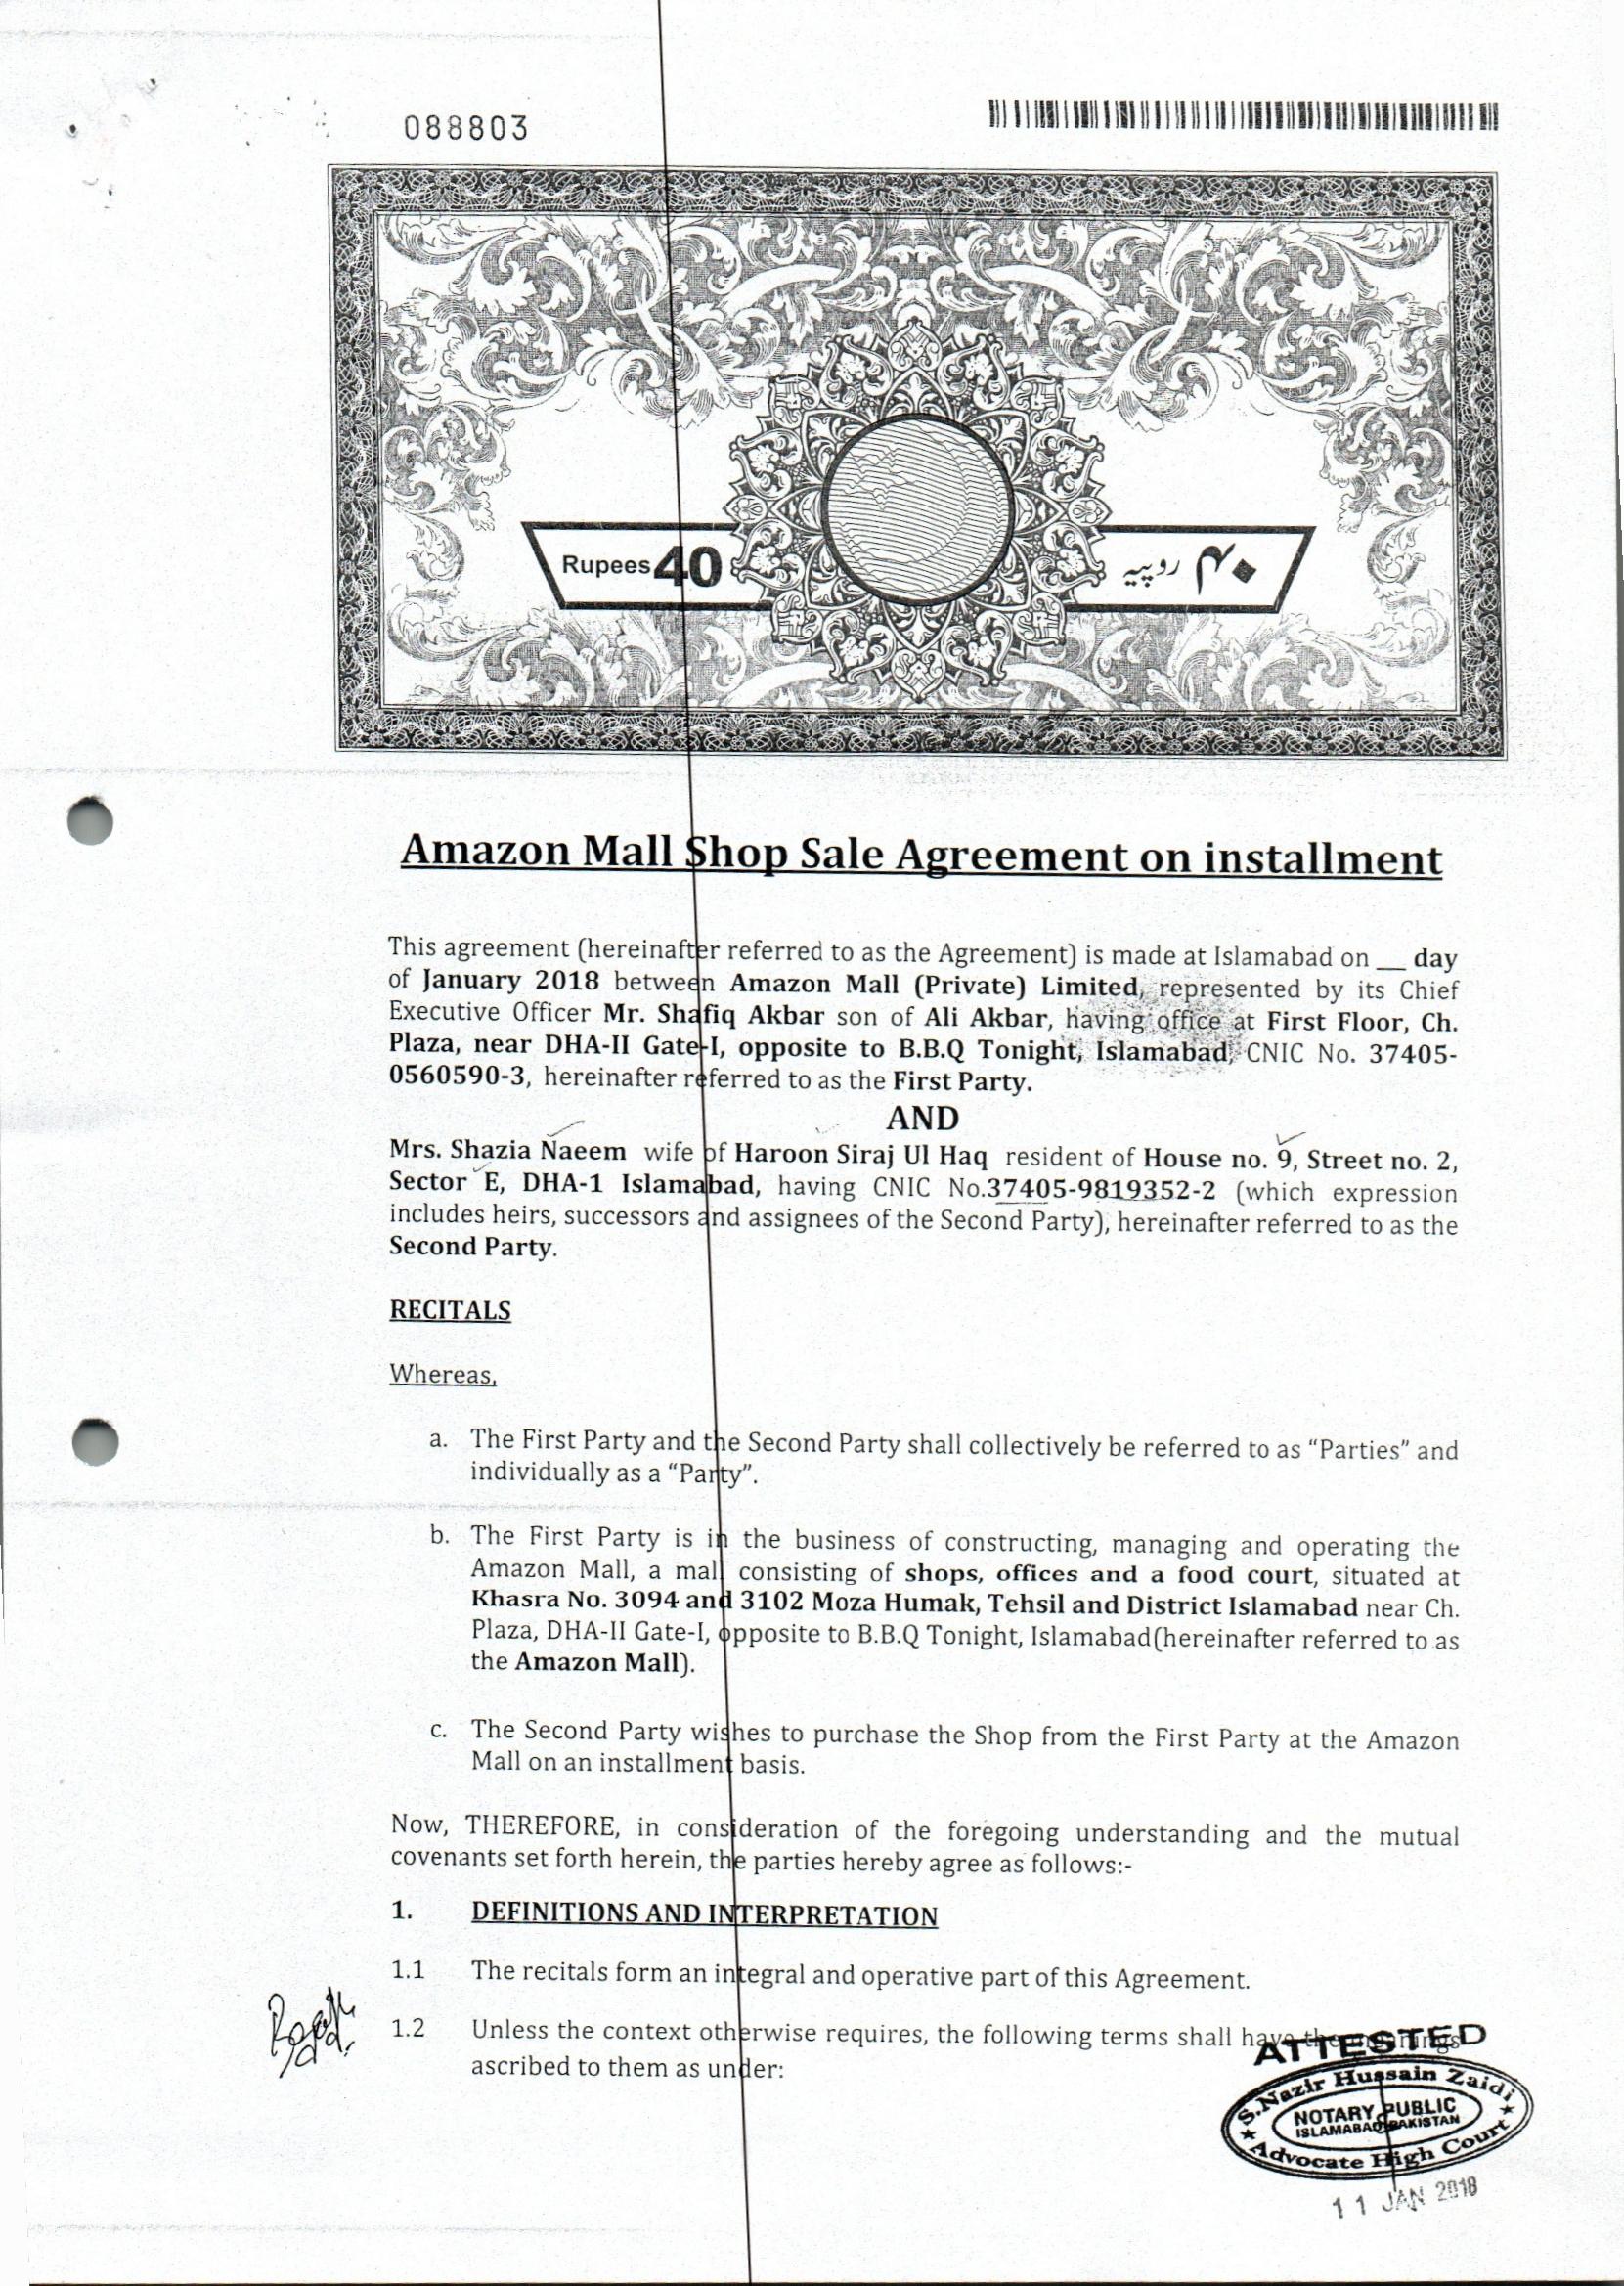 088803
Rupees 40
۴۰ روپیہ
Amazon Mall Shop Sale Agreement on installment
This agreement (hereinafter referred to as the Agreement) is made at Islamabad on __ day
of January 2018 between Amazon Mall (Private) Limited, represented by its Chief
Executive Officer Mr. Shafiq Akbar son of Ali Akbar, having office at First Floor, Ch.
Plaza, near DHA-II Gate-I, opposite to B.B.Q Tonight, Islamabad, CNIC No. 37405-
0560590-3, hereinafter referred to as the First Party.
AND
Mrs. Shazia Naeem wife of Haroon Siraj Ul Haq resident of House no. 9, Street no. 2,
Sector E, DHA-1 Islamabad, having CNIC No.37405-9819352-2 (which expression
includes heirs, successors and assignees of the Second Party), hereinafter referred to as the
Second Party.
RECITALS
Whereas,
a. The First Party and the Second Party shall collectively be referred to as “Parties” and
individually as a “Party”.
b. The First Party is in the business of constructing, managing and operating the
Amazon Mall, a mall consisting of shops, offices and a food court, situated at
Khasra No. 3094 and 3102 Moza Humak, Tehsil and District Islamabad near Ch.
Plaza, DHA-II Gate-I, opposite to B.B.Q Tonight, Islamabad(hereinafter referred to as
the Amazon Mall).
c. The Second Party wishes to purchase the Shop from the First Party at the Amazon
Mall on an installment basis.
Now, THEREFORE, in consideration of the foregoing understanding and the mutual
covenants set forth herein, the parties hereby agree as follows:-
1. DEFINITIONS AND INTERPRETATION
1.1 The recitals form an integral and operative part of this Agreement.
1.2 Unless the context otherwise requires, the following terms shall have the meanings
ascribed to them as under:
ATTESTED
S.Nazir Hussain Zaidi
NOTARY PUBLIC
ISLAMABAD PAKISTAN
Advocate High Court
11 JAN 2018